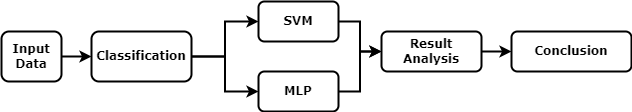 Input
Data
Classification
SVM
MLP
Result
Analysis
Conclusion